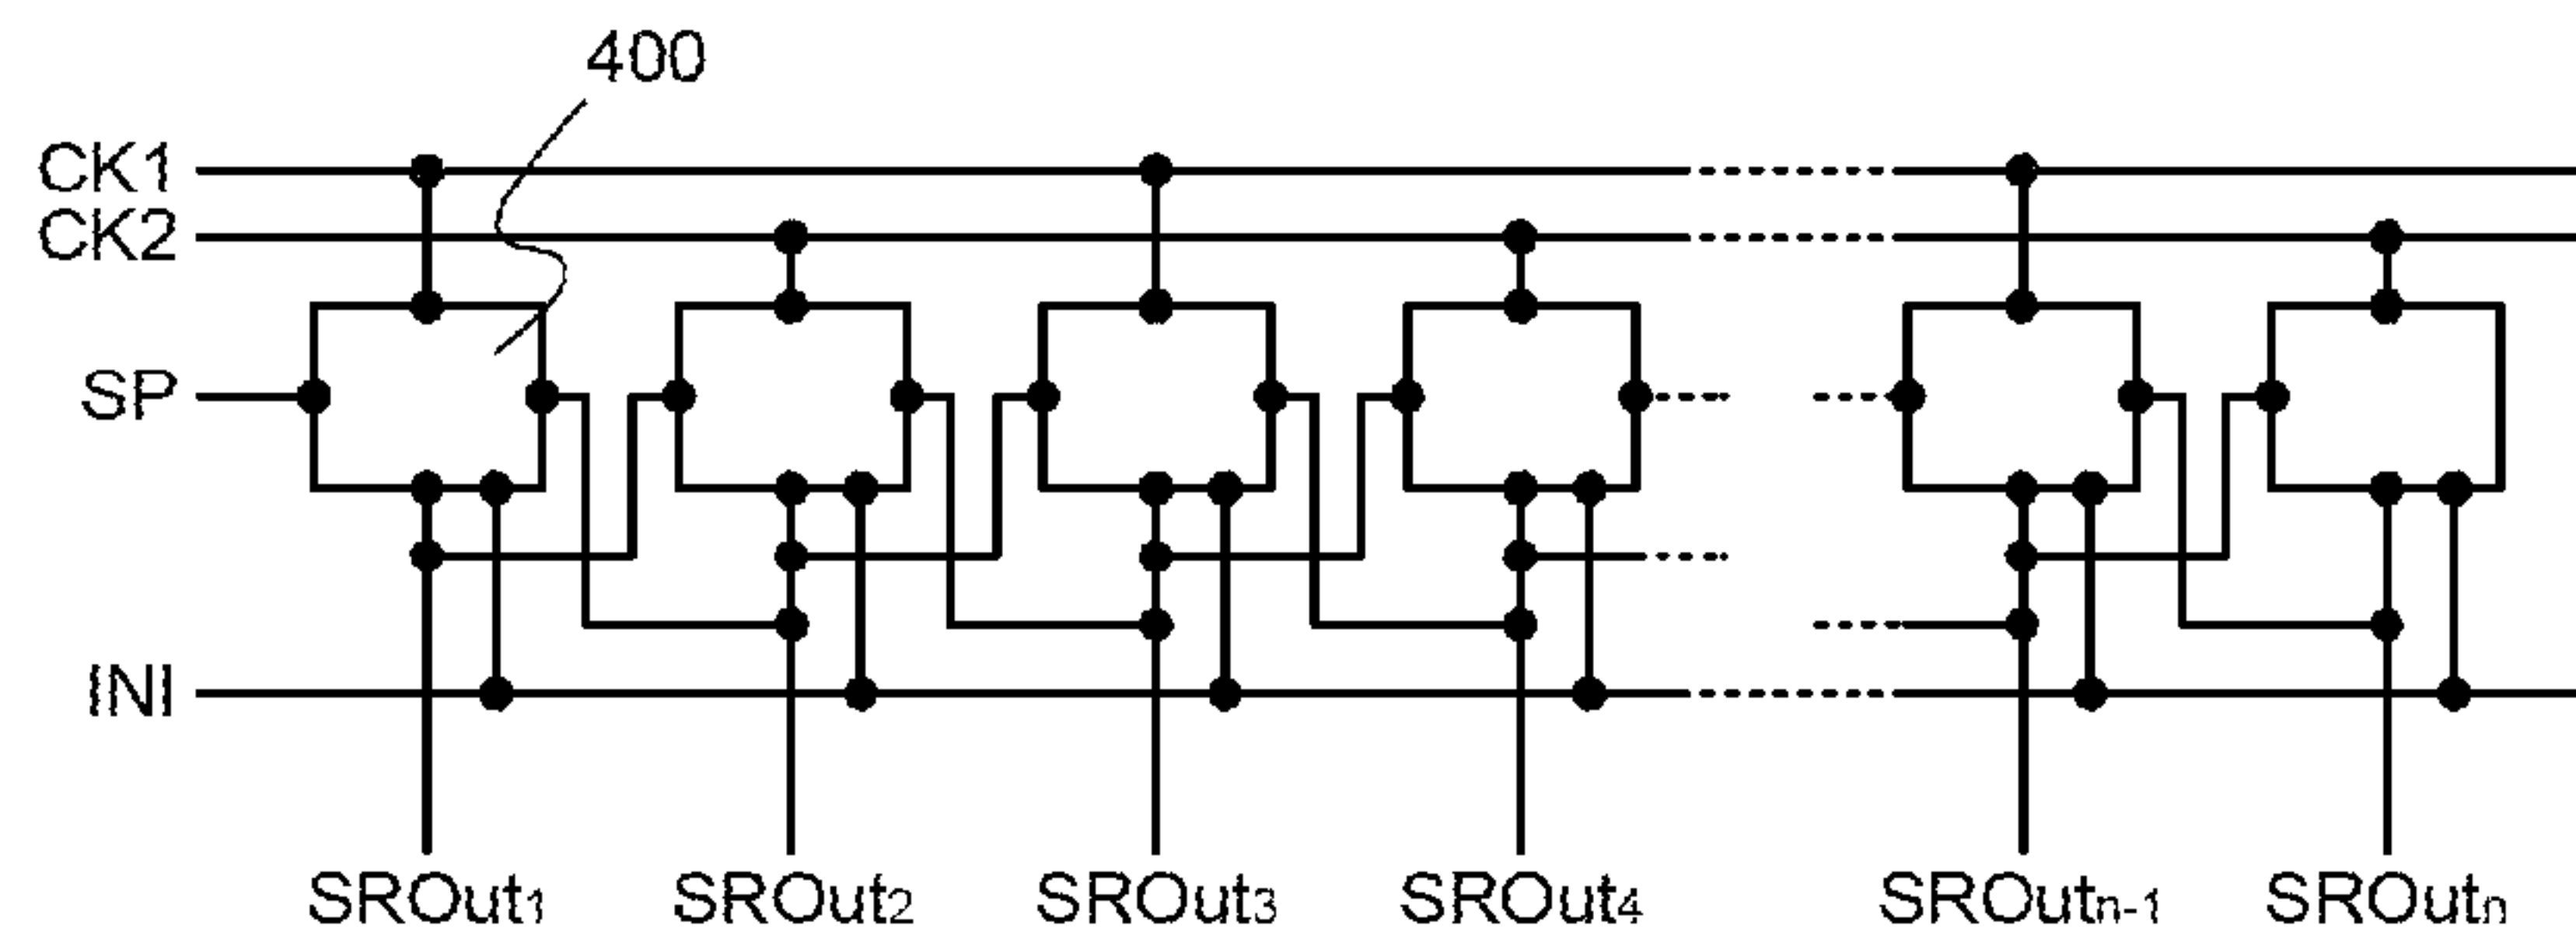 400
CK1
CK2
SP
INI
SROut1 SROut2 SROut3 SROut4 SROutn-1 SROutn